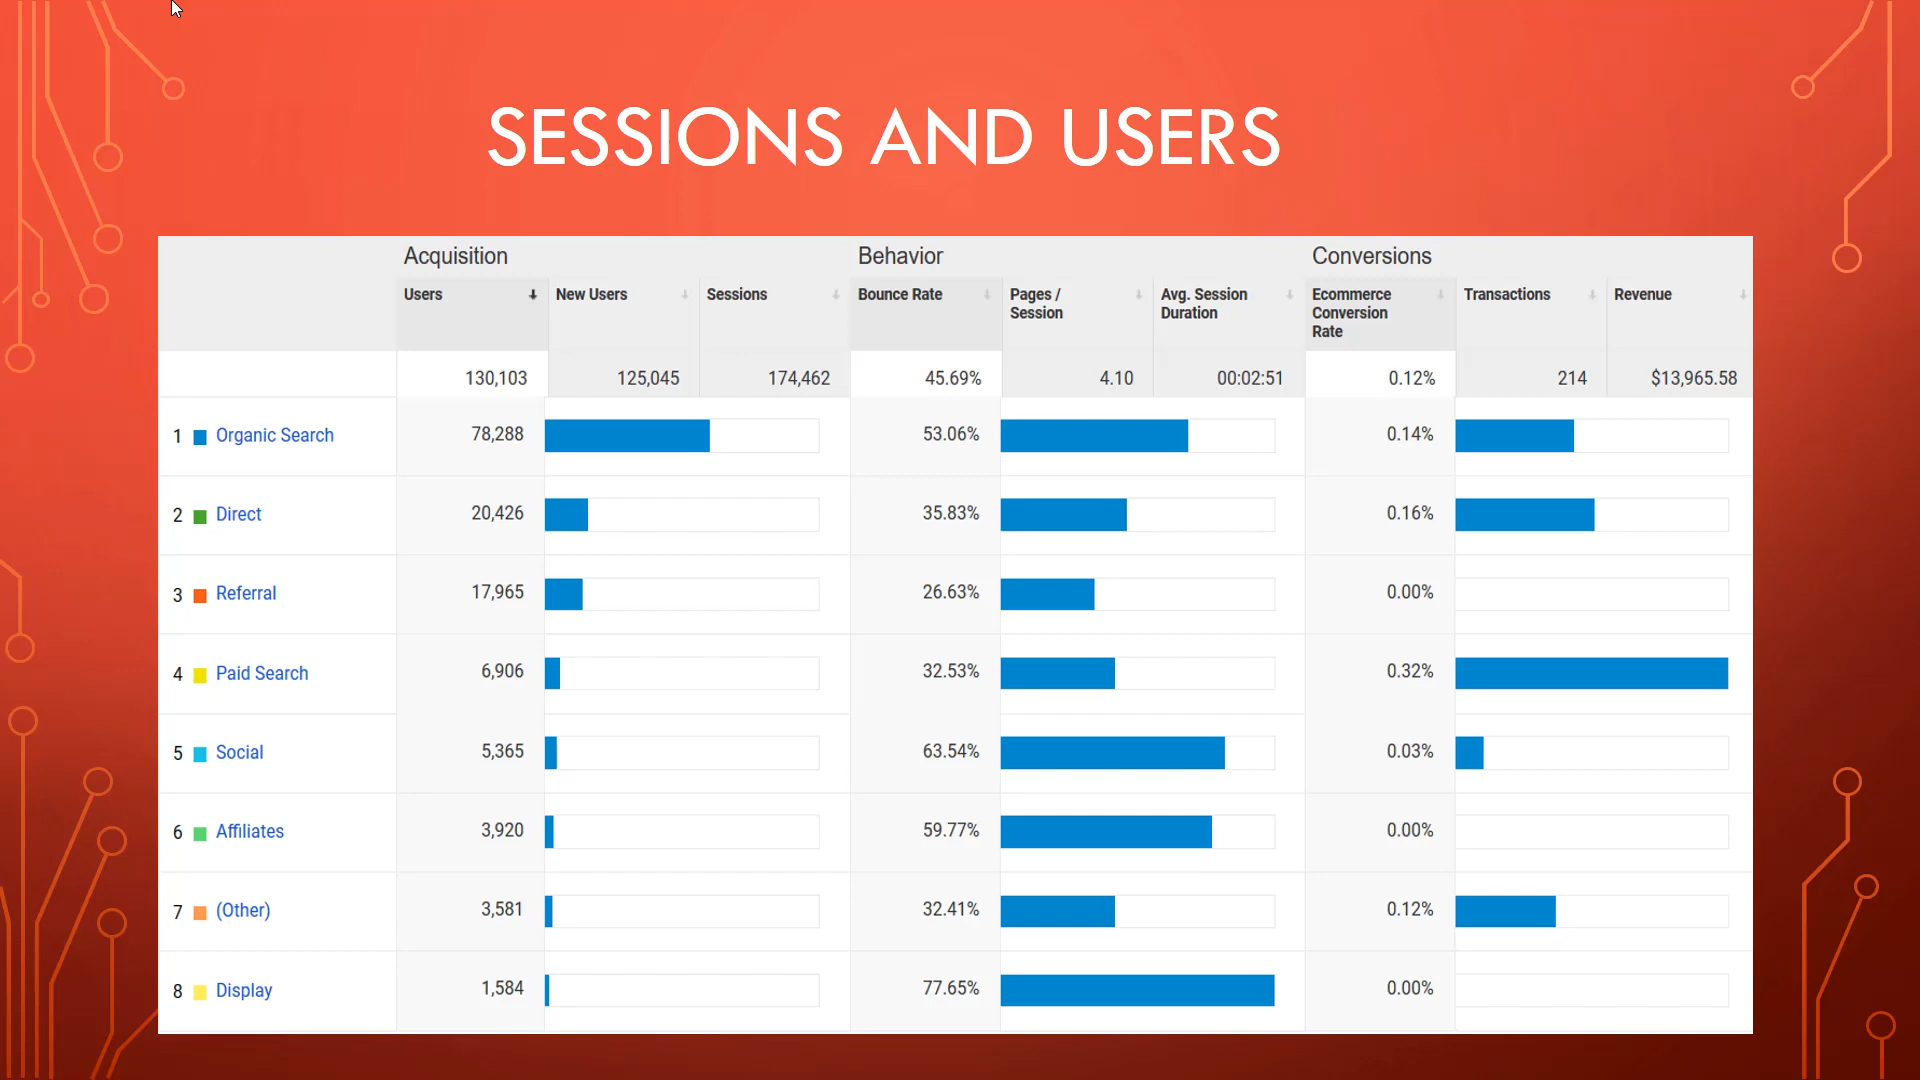 SESSIONS AND USERS
Acquisition Behavior Conversions
Users New Users Sessions Bounce Rate Pages / Session Avg. Session Duration Ecommerce Conversion Rate Transactions Revenue
130,103 125,045 174,462 45.69% 4.10 00:02:51 0.12% 214 $13,965.58
1 Organic Search 78,288 53.06% 0.14%
2 Direct 20,426 35.83% 0.16%
3 Referral 17,965 26.63% 0.00%
4 Paid Search 6,906 32.53% 0.32%
5 Social 5,365 63.54% 0.03%
6 Affiliates 3,920 59.77% 0.00%
7 (Other) 3,581 32.41% 0.12%
8 Display 1,584 77.65% 0.00%